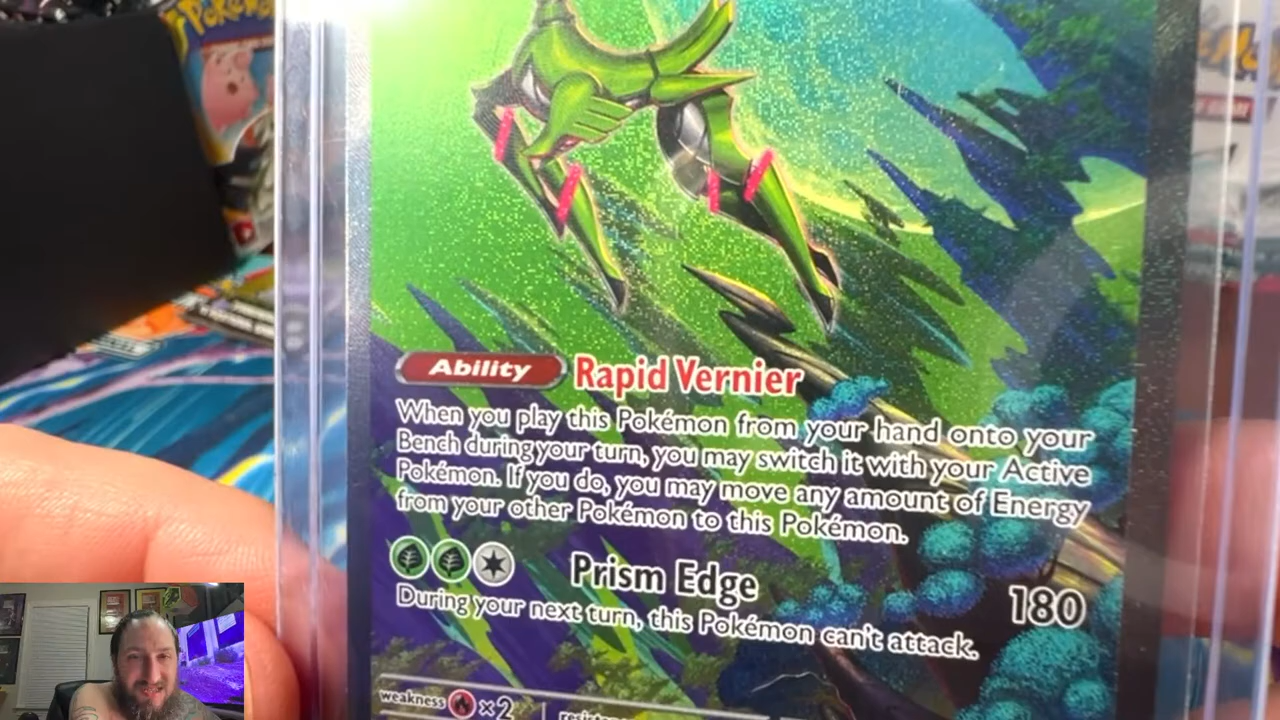 Pokémon
Ability Rapid Vernier
When you play this Pokémon from your hand onto your
Bench during your turn, you may switch it with your Active
Pokémon. If you do, you may move any amount of Energy
from your other Pokémon to this Pokémon.
Prism Edge 180
During your next turn, this Pokémon can't attack.
weakness ×2